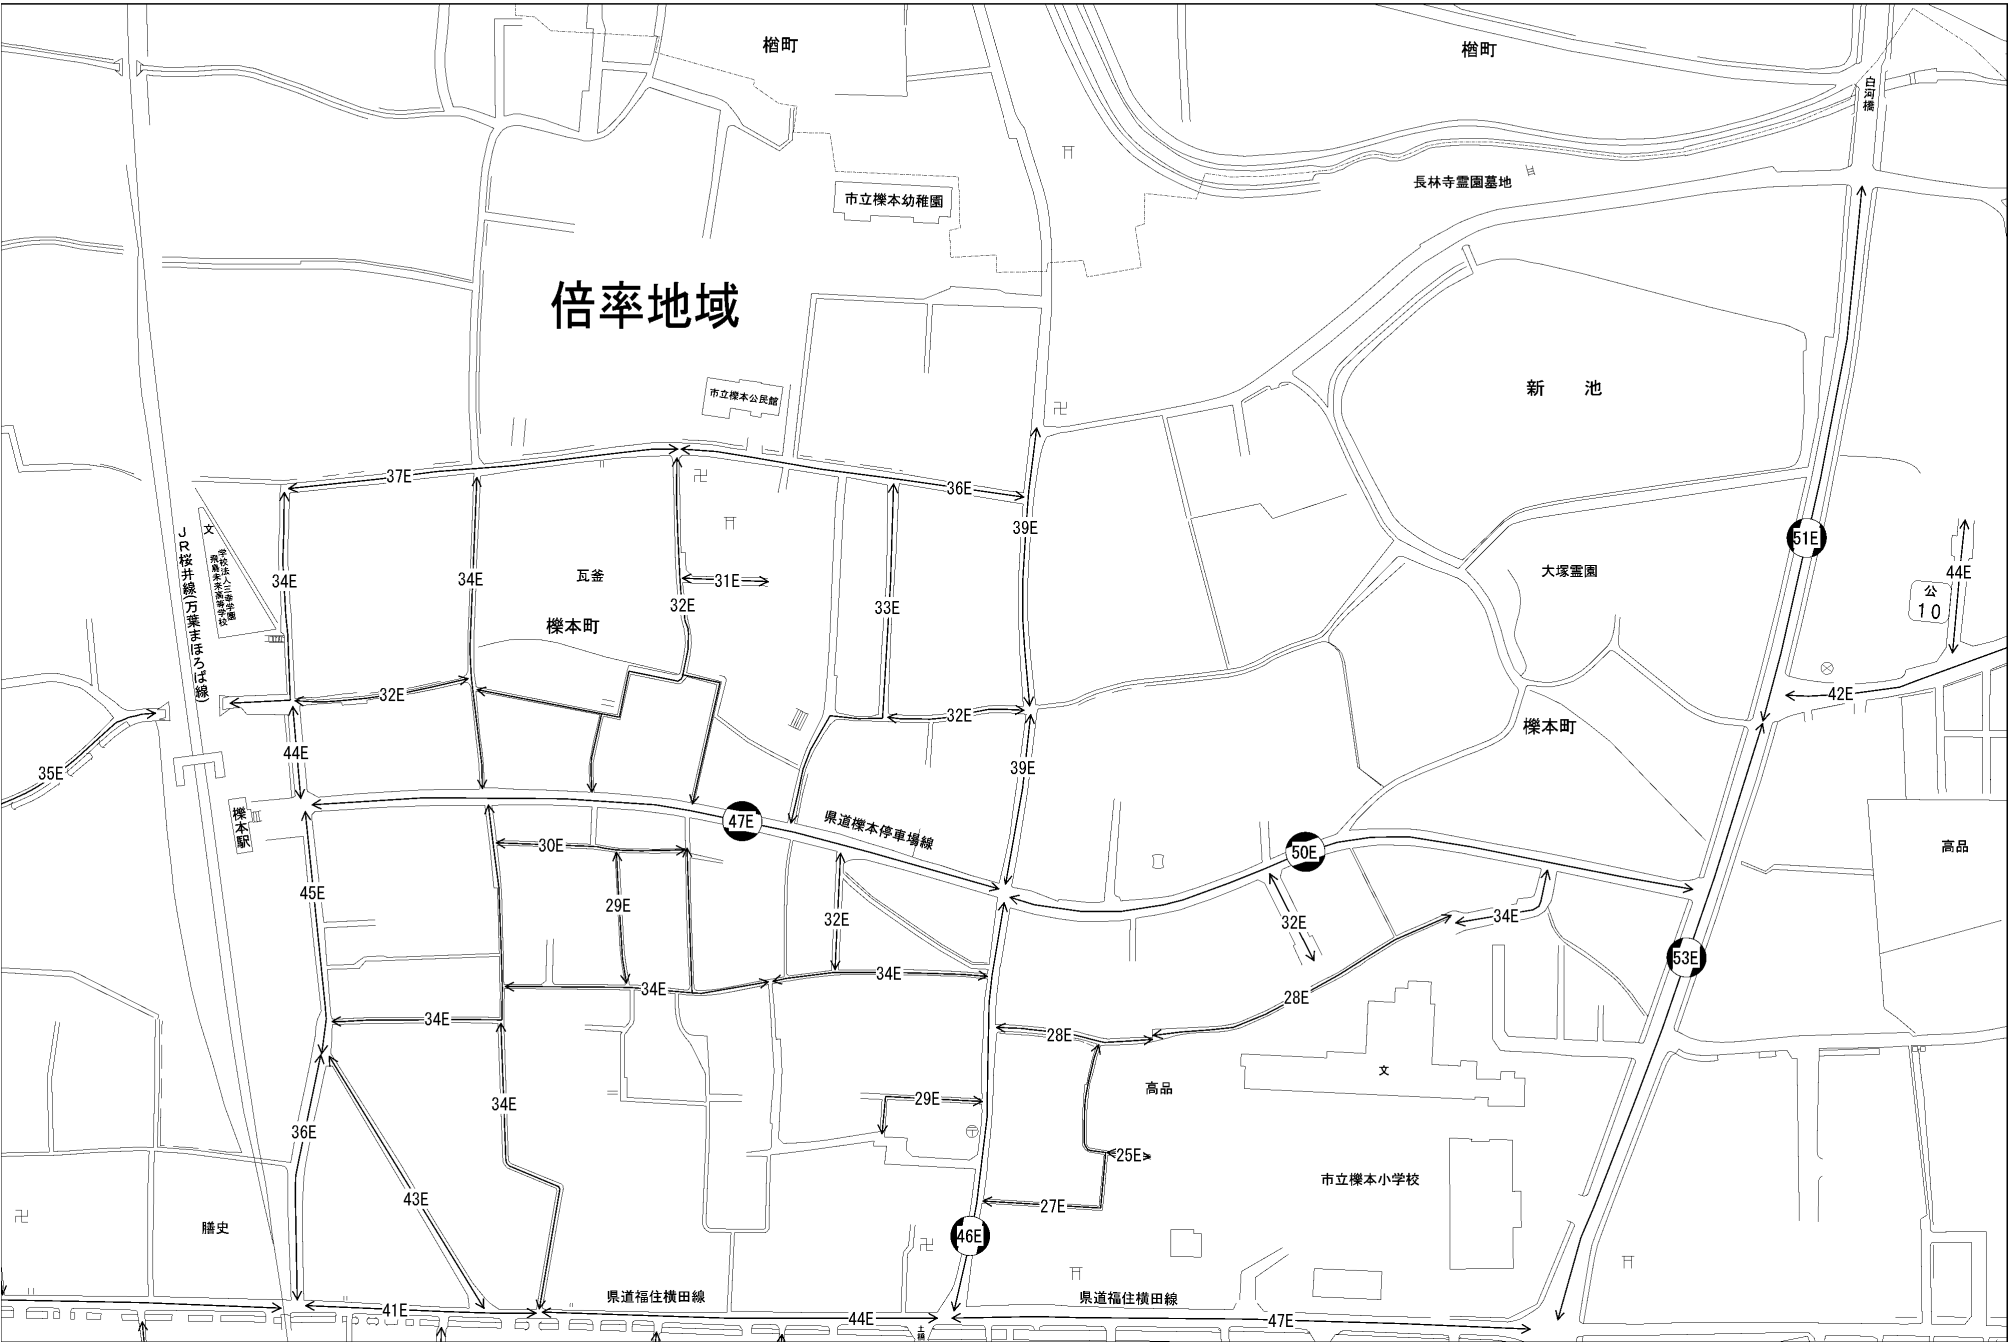 楢町
楢町
白河橋
長林寺霊園墓地
市立櫟本幼稚園
倍率地域
新　池
市立櫟本公民館
37E
36E
39E
51E
文
学校法人三幸学園
飛鳥未来高等学校
JR桜井線(万葉まほろば線)
34E
34E
瓦釜
31E
32E
33E
大塚霊園
44E
公
10
櫟本町
32E
32E
42E
櫟本町
44E
39E
35E
櫟本駅
47E
県道櫟本停車場線
50E
高品
30E
45E
29E
32E
32E
34E
53E
34E
34E
28E
34E
28E
文
高品
29E
34E
36E
25E
43E
27E
市立櫟本小学校
膳史
46E
県道福住横田線
県道福住横田線
41E
44E
47E